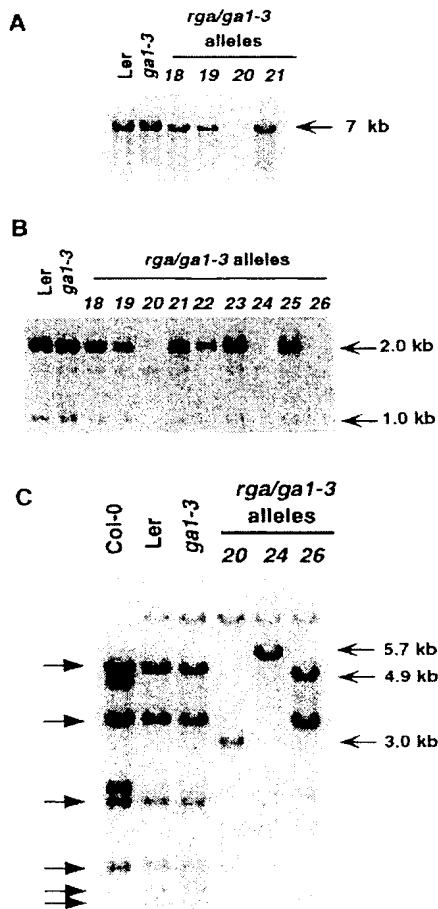 A
rga/ga1-3
alleles
Ler
ga1-3
18 19 20 21
7 kb
B
rga/ga1-3 alleles
Ler
ga1-3
18 19 20 21 22 23 24 25 26
2.0 kb
1.0 kb
C
rga/ga1-3
alleles
Col-0
Ler
ga1-3
20 24 26
5.7 kb
4.9 kb
3.0 kb